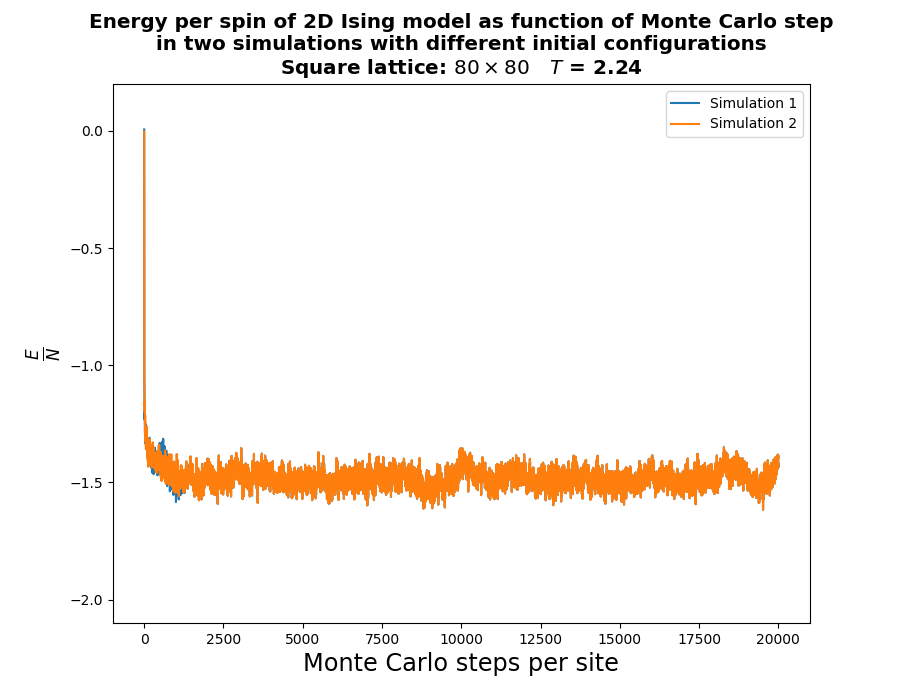 Energy per spin of 2D Ising model as function of Monte Carlo step
in two simulations with different initial configurations
Square lattice: 80 × 80 T = 2.24
Simulation 1
Simulation 2
0.0
−0.5
−1.0
−1.5
−2.0
E
N
0 2500 5000 7500 10000 12500 15000 17500 20000
Monte Carlo steps per site